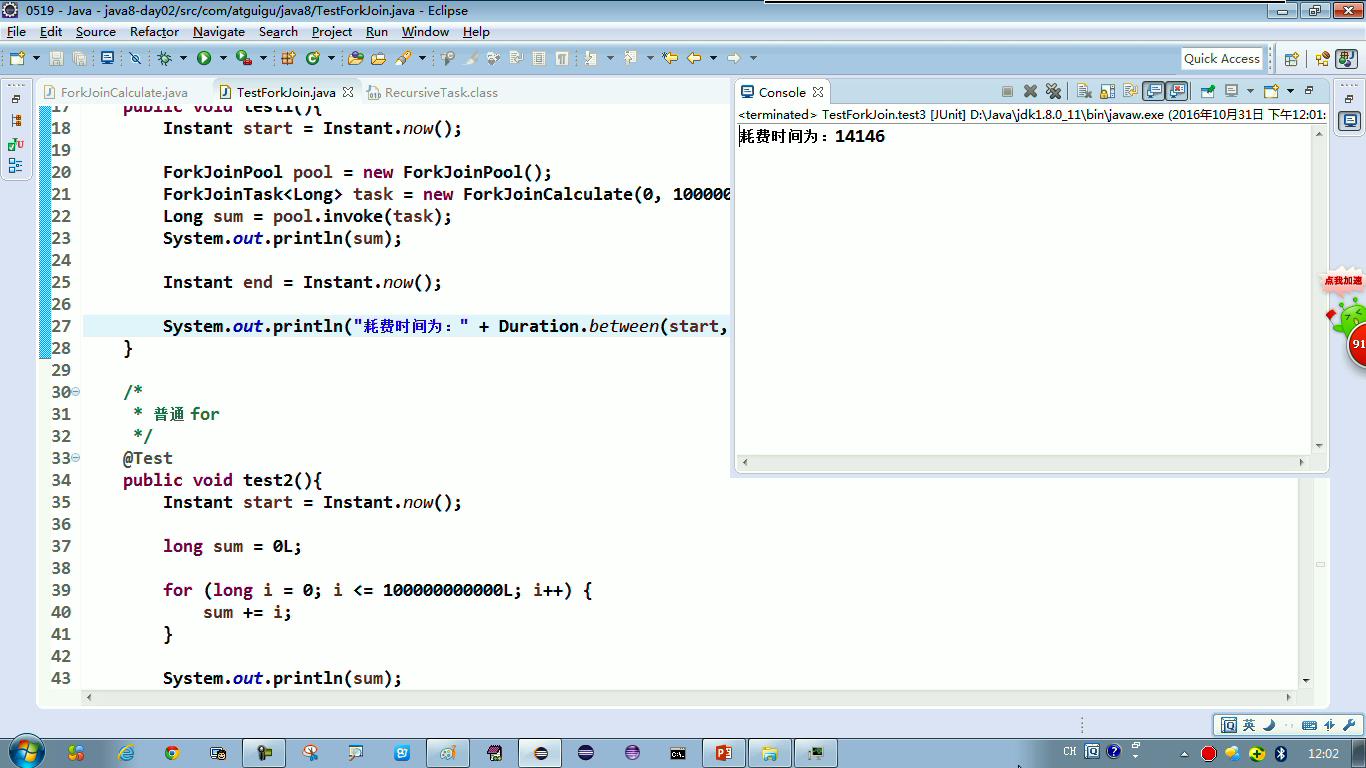 0519 - Java - java8-day02/src/com/atguigu/java8/TestForkJoin.java - Eclipse
File Edit Source Refactor Navigate Search Project Run Window Help
Quick Access
ForkJoinCalculate.java TestForkJoin.java RecursiveTask.class
17 public void test1(){
18 Instant start = Instant.now();
19
20 ForkJoinPool pool = new ForkJoinPool();
21 ForkJoinTask<Long> task = new ForkJoinCalculate(0, 100000
22 Long sum = pool.invoke(task);
23 System.out.println(sum);
24
25 Instant end = Instant.now();
26
27 System.out.println("耗费时间为：" + Duration.between(start,
28 }
29
30 /*
31 * 普通 for
32 */
33 @Test
34 public void test2(){
35 Instant start = Instant.now();
36
37 long sum = 0L;
38
39 for (long i = 0; i <= 100000000000L; i++) {
40 sum += i;
41 }
42
43 System.out.println(sum);
Console
<terminated> TestForkJoin.test3 [JUnit] D:\Java\jdk1.8.0_11\bin\javaw.exe (2016年10月31日 下午12:01:
耗费时间为：14146
点我加速
91
英
CH
12:02